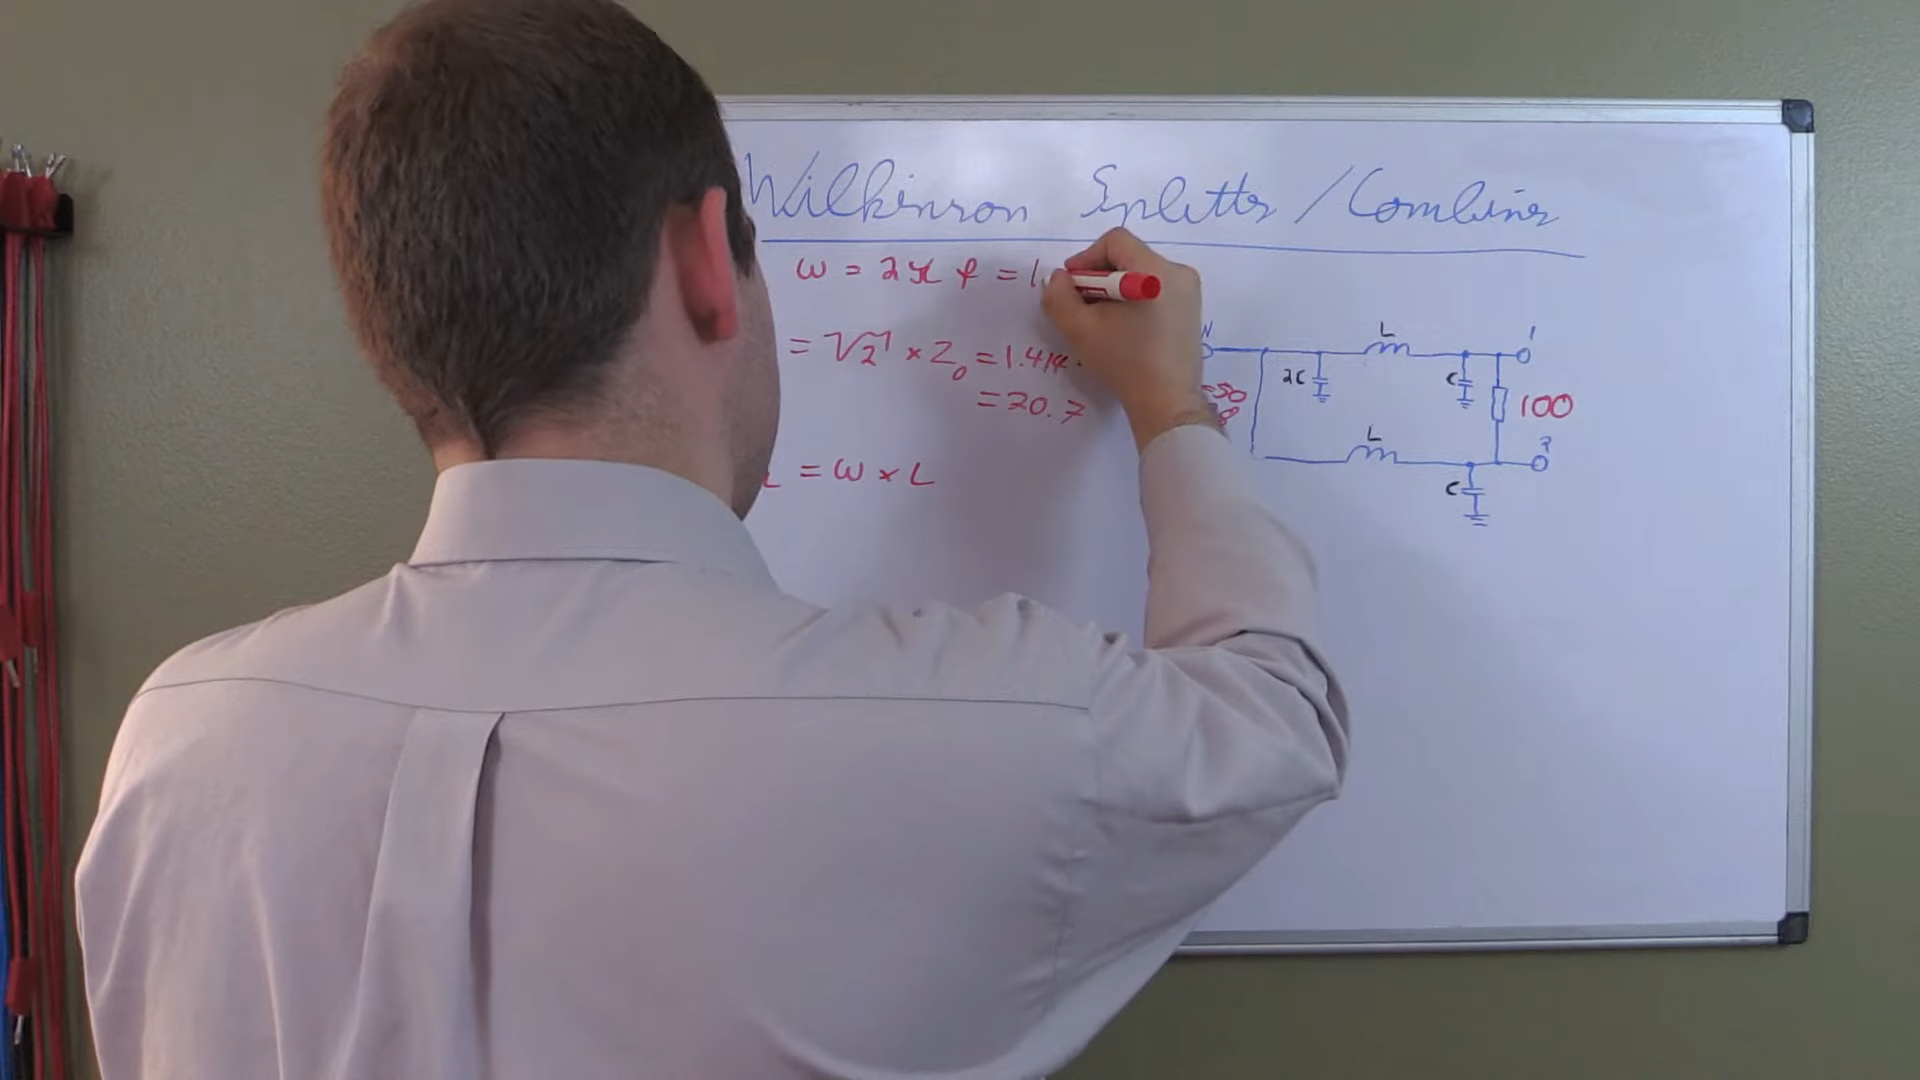 Wilkinson Splitter / Combiner
ω = 2π f = 1
= √2 × Z₀ = 1.414
= 70.7
L = ω × L
L
1
2C
C
100
L
2
C